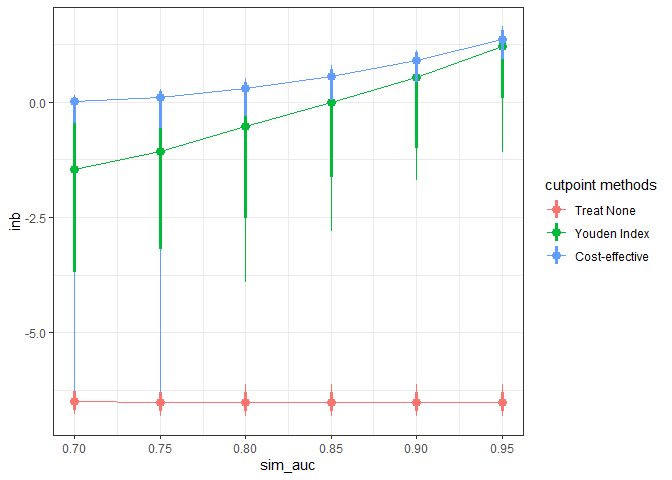 0.0
-2.5
-5.0
inb
0.70 0.75 0.80 0.85 0.90 0.95
sim_auc
cutpoint methods
Treat None
Youden Index
Cost-effective